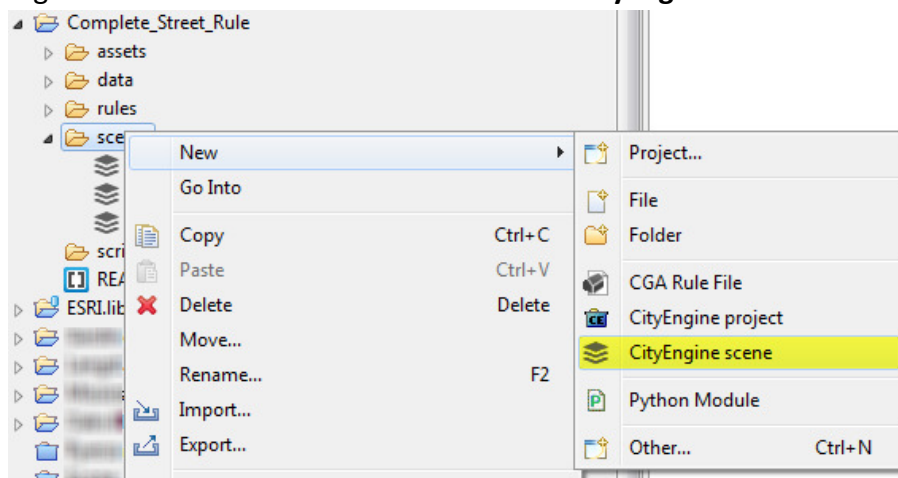 Complete_Street_Rule
assets
data
rules
sce
scri
REA
ESRI.lib
New
Go Into
Copy Ctrl+C
Paste Ctrl+V
Delete Delete
Move...
Rename... F2
Import...
Export...
Project...
File
Folder
CGA Rule File
CE CityEngine project
CityEngine scene
P Python Module
Other... Ctrl+N